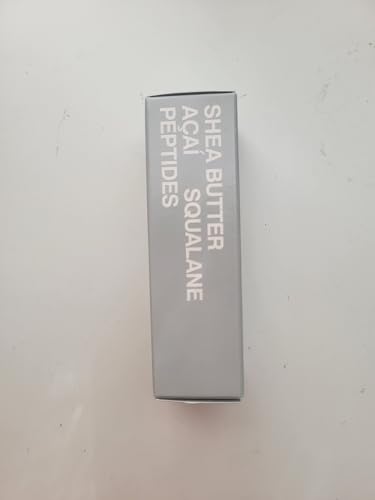 SHEA BUTTER
AÇAÍ SQUALANE
PEPTIDES